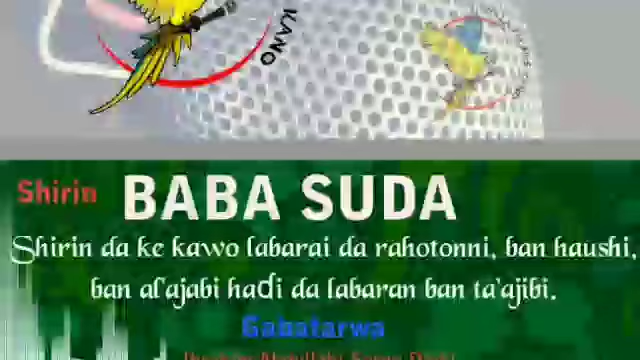 KANO
Shirin BABA SUDA
Shirin da ke kawo labarai da rahotonni, ban haushi,
ban al'ajabi haɗi da labaran ban ta'ajibi.
Gabatarwa